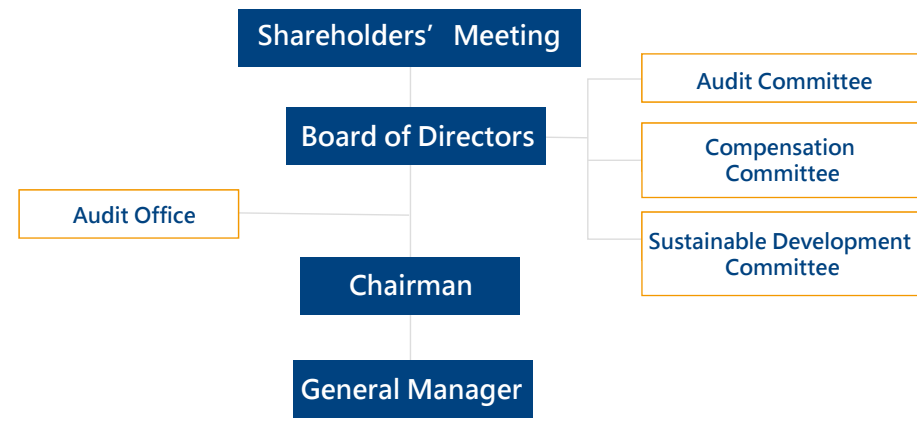 Shareholders’ Meeting
Audit Committee
Board of Directors
Compensation
Committee
Audit Office
Sustainable Development
Committee
Chairman
General Manager